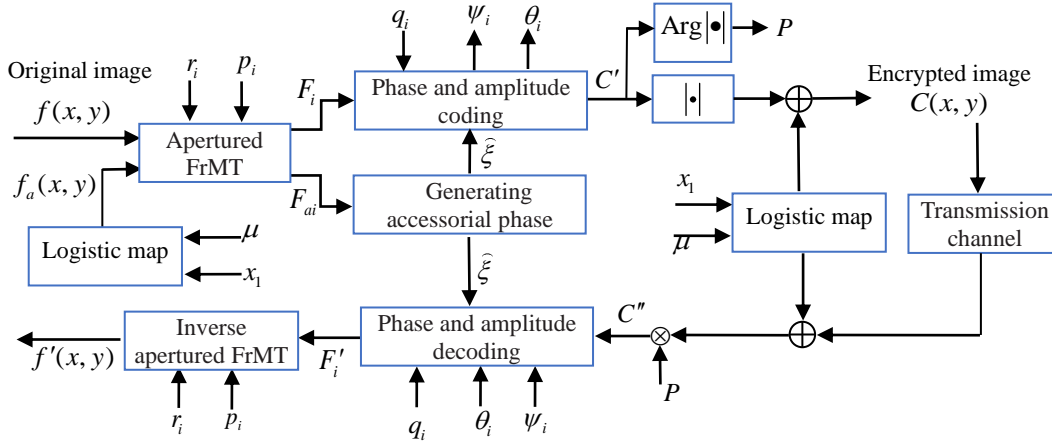 Original image
f(x, y)
r_i
p_i
Apertured
FrMT
f_a(x, y)
Logistic map
μ
x_1
F_i
F_{ai}
q_i
ψ_i
θ_i
Phase and amplitude
coding
ξ̂
Generating
accessorial phase
ξ̂
C′
Arg|•|
P
|•|
⊕
Encrypted image
C(x, y)
x_1
μ
Logistic map
Transmission
channel
⊕
⊗
P
C″
Phase and amplitude
decoding
q_i
θ_i
ψ_i
F_i′
Inverse
apertured FrMT
r_i
p_i
f′(x, y)